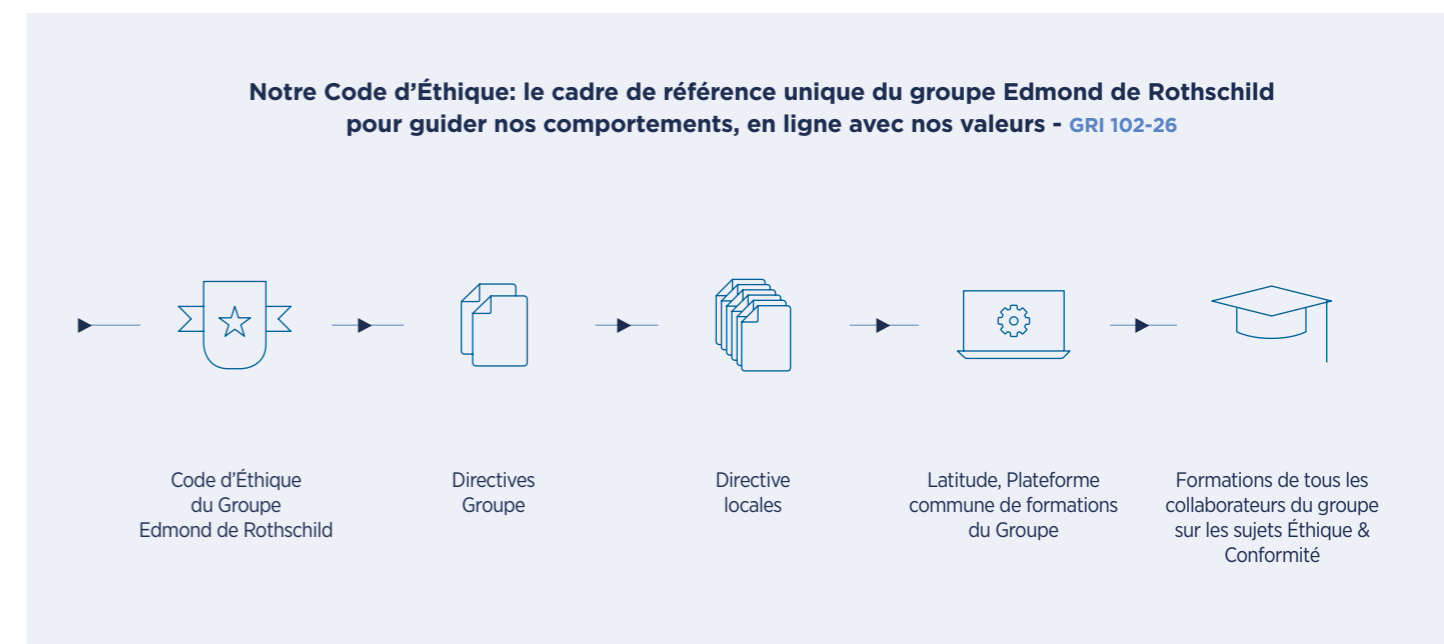 Notre Code d’Éthique: le cadre de référence unique du groupe Edmond de Rothschild
pour guider nos comportements, en ligne avec nos valeurs - GRI 102-26
Code d’Éthique
du Groupe
Edmond de Rothschild
Directives
Groupe
Directive
locales
Latitude, Plateforme
commune de formations
du Groupe
Formations de tous les
collaborateurs du groupe
sur les sujets Éthique &
Conformité